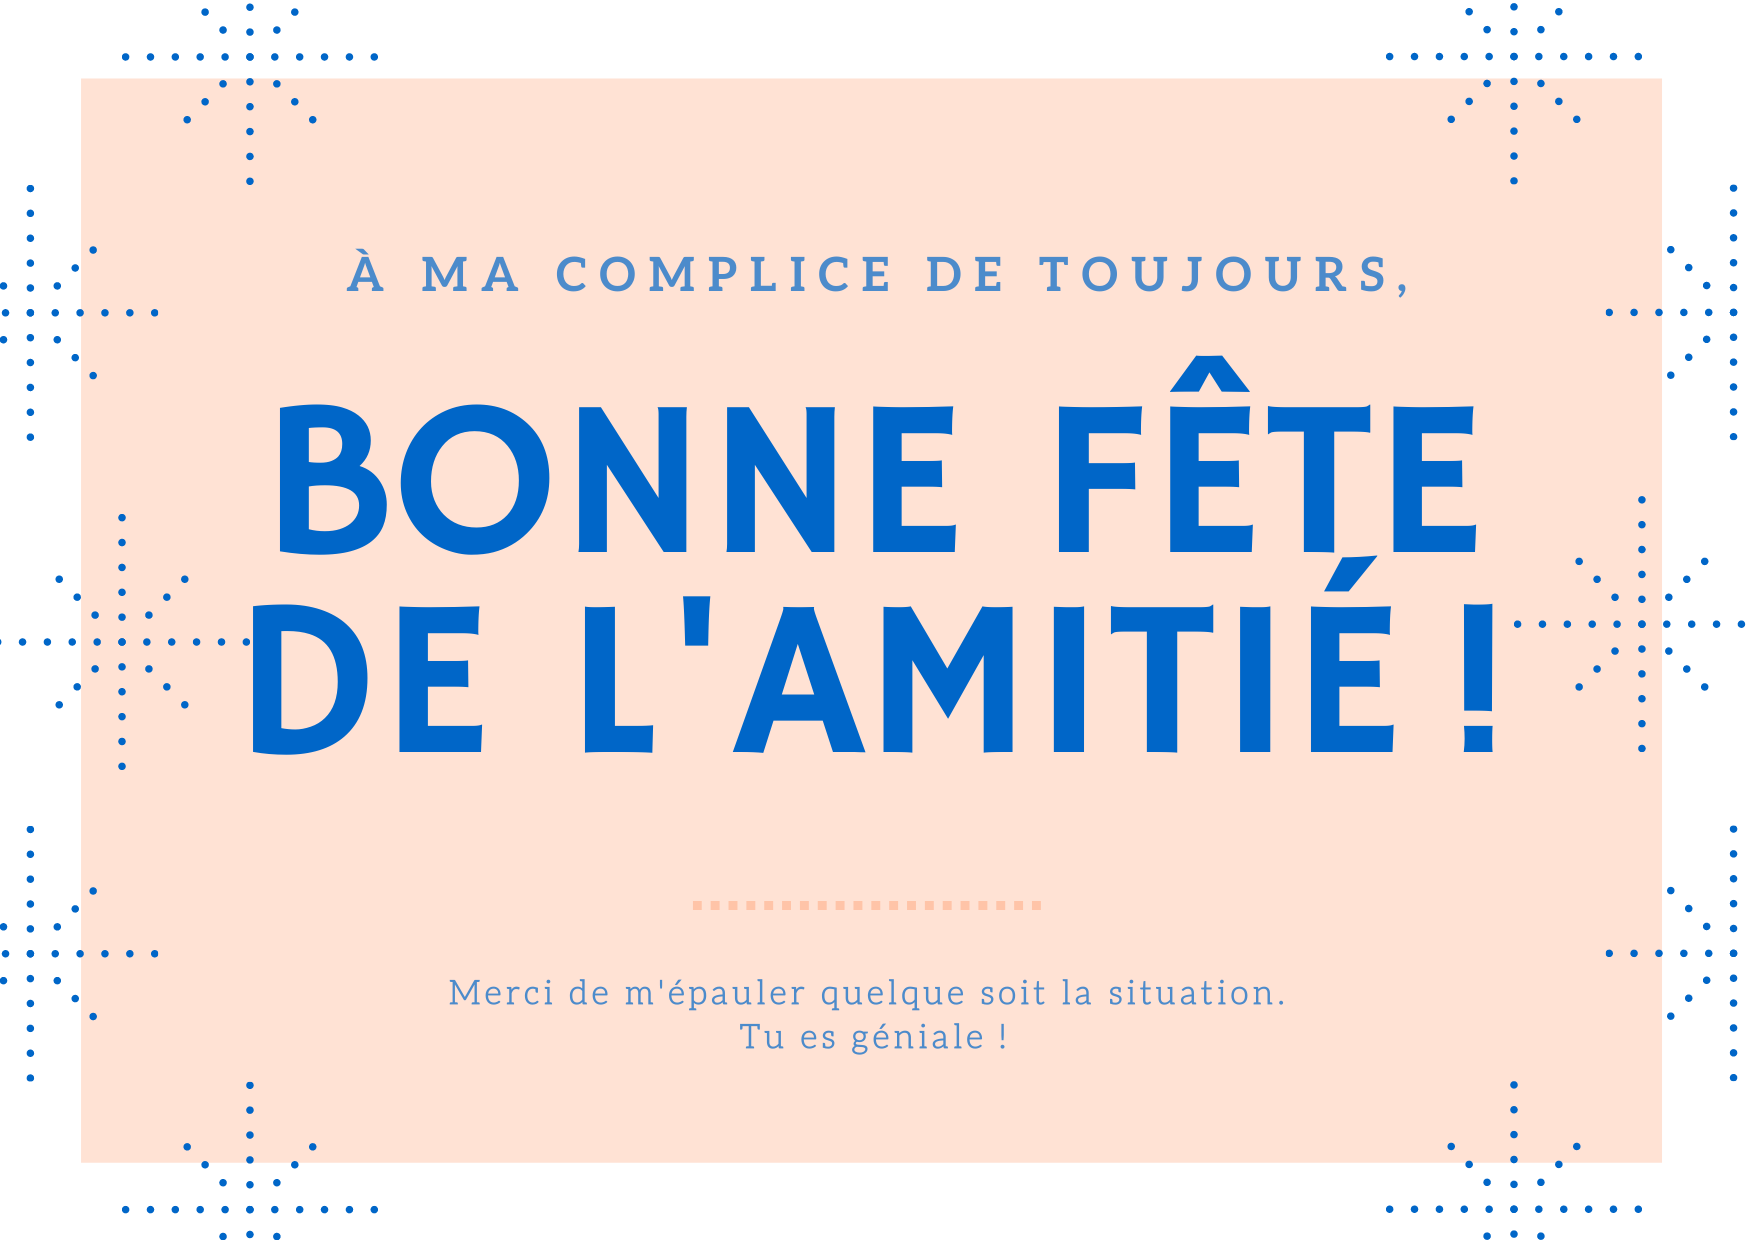 À MA COMPLICE DE TOUJOURS,
BONNE FÊTE
DE L'AMITIÉ !
Merci de m'épauler quelque soit la situation.
Tu es géniale !